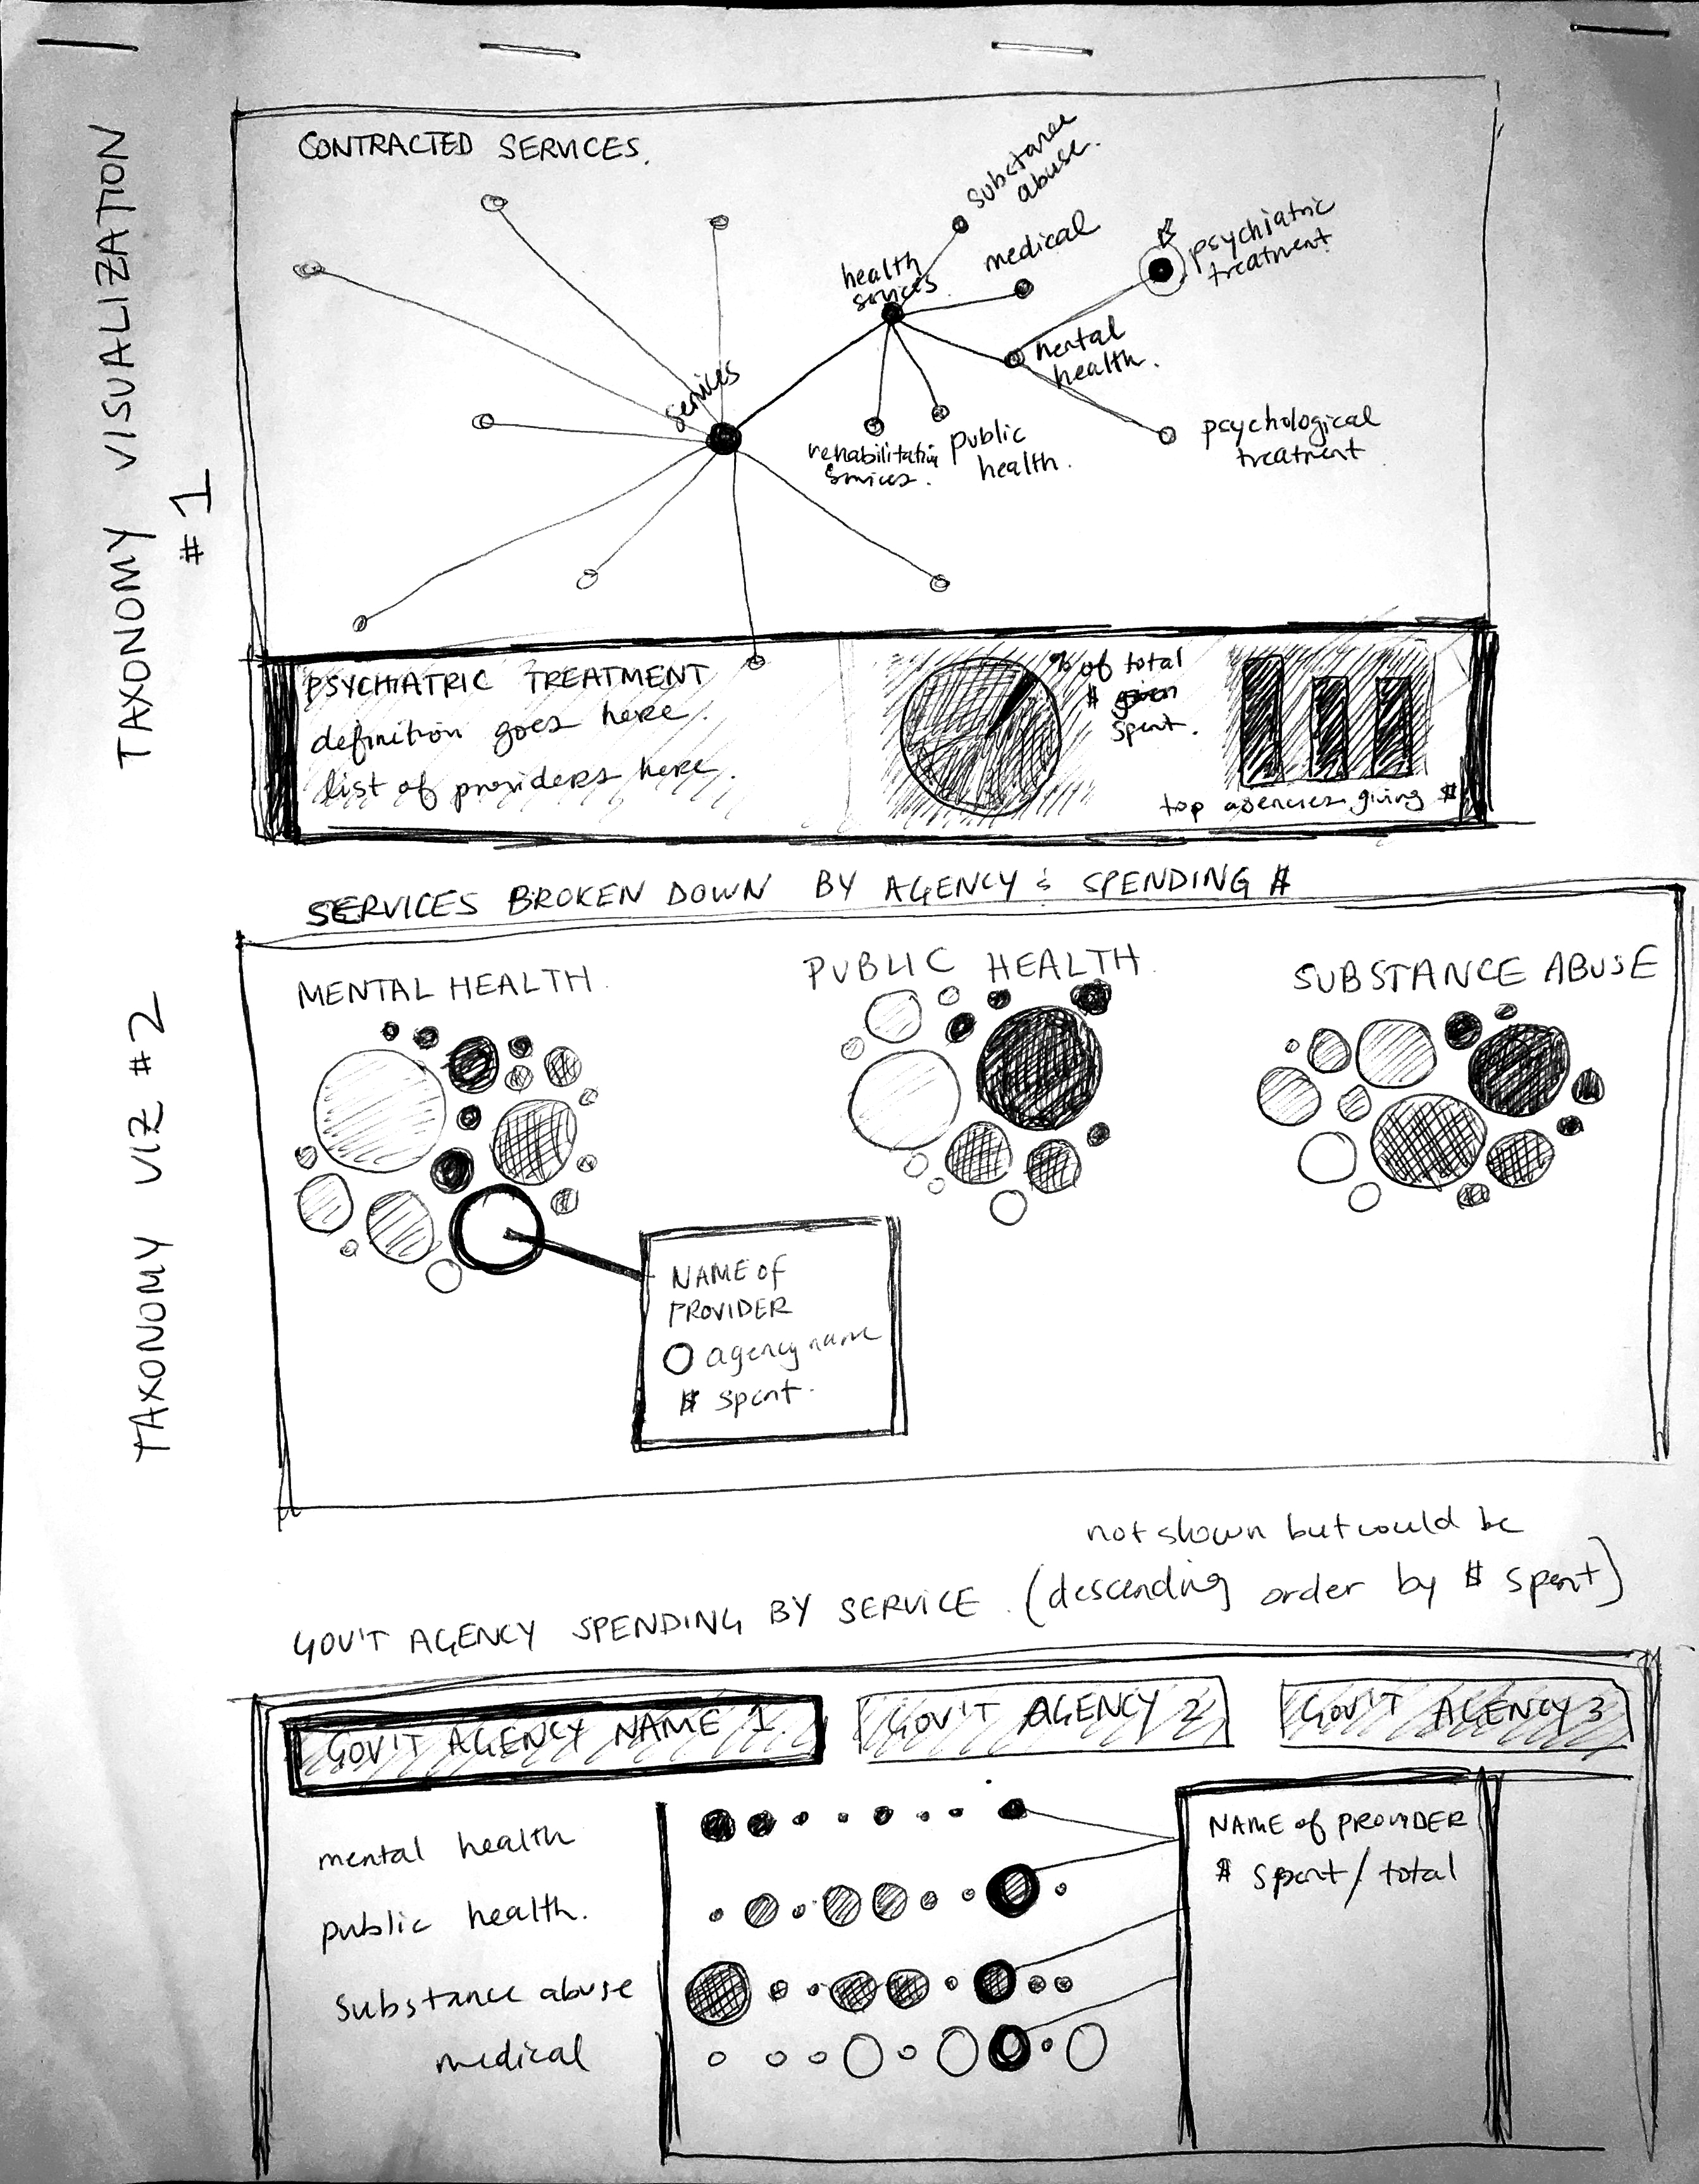 TAXONOMY VISUALIZATION
#1
CONTRACTED SERVICES.
substance
abuse.
medical
health
services
psychiatric
treatment
mental
health.
services
rehabilitation
services.
public
health.
psychological
treatment
PSYCHIATRIC TREATMENT
definition goes here.
list of providers here.
% of total
$ given
spent.
top agencies giving $
TAXONOMY VIZ #2
SERVICES BROKEN DOWN BY AGENCY & SPENDING $
MENTAL HEALTH.
PUBLIC HEALTH.
SUBSTANCE ABUSE
NAME of
PROVIDER
agency name
$ spent.
not shown but would be
GOV'T AGENCY SPENDING BY SERVICE. (descending order by $ spent)
GOV'T AGENCY NAME 1.
GOV'T AGENCY 2
GOV'T AGENCY 3
mental health
public health.
substance abuse
medical
NAME of PROVIDER
$ spent/total